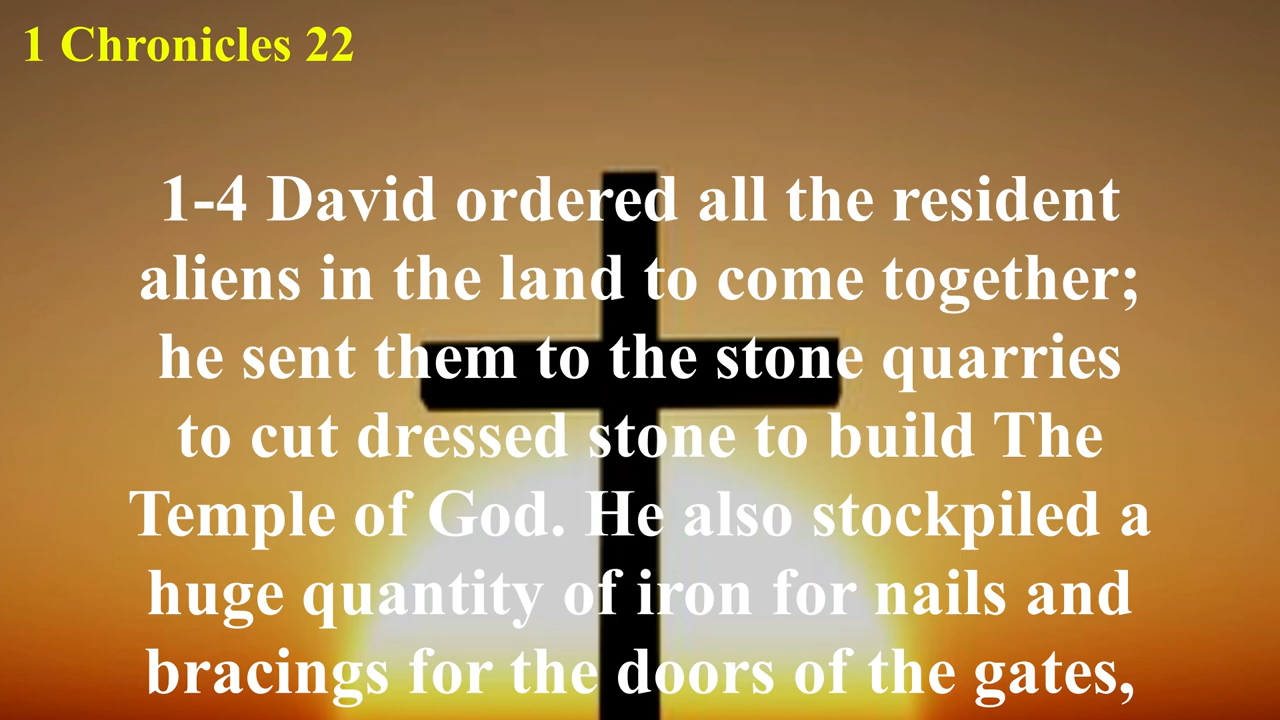 1 Chronicles 22
1-4 David ordered all the resident
aliens in the land to come together;
he sent them to the stone quarries
to cut dressed stone to build The
Temple of God. He also stockpiled a
huge quantity of iron for nails and
bracings for the doors of the gates,